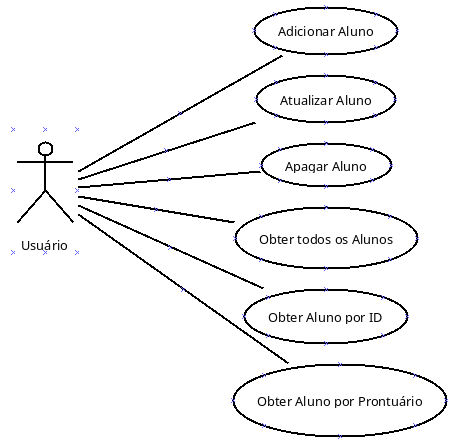 Adicionar Aluno
Atualizar Aluno
Apagar Aluno
Usuário
Obter todos os Alunos
Obter Aluno por ID
Obter Aluno por Prontuário